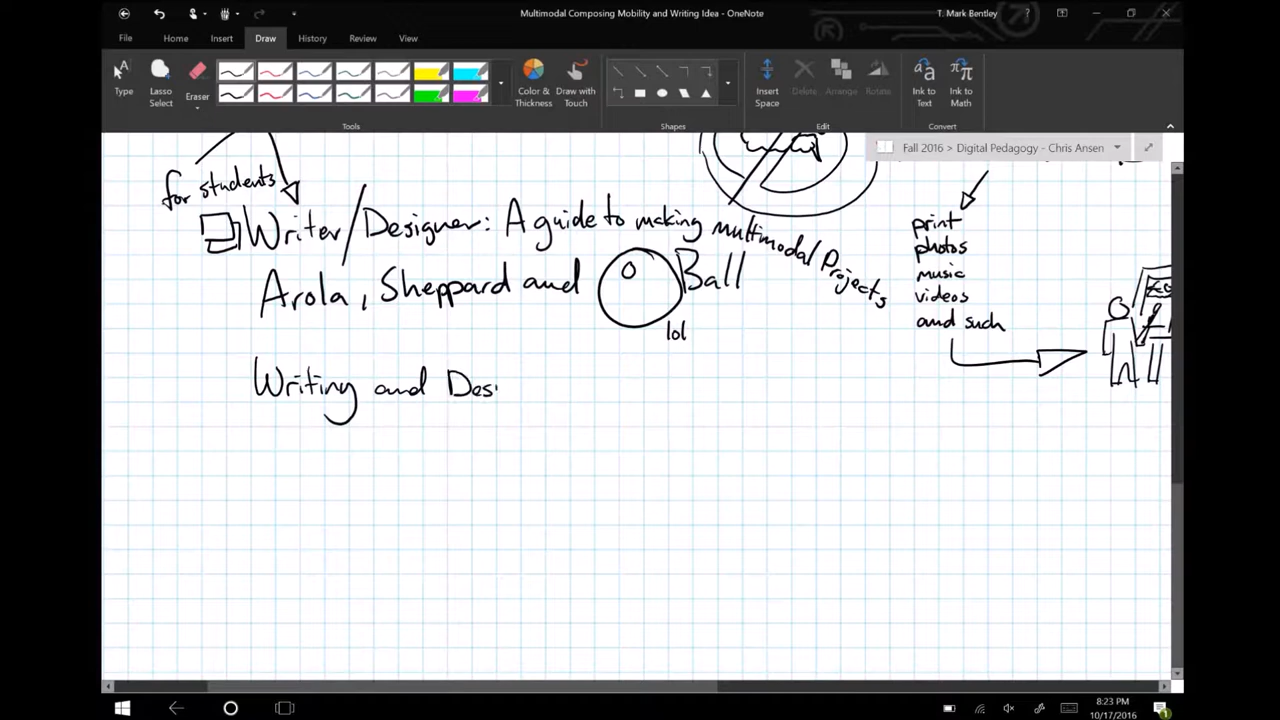 Multimodal Composing Mobility and Writing Idea - OneNote
T. Mark Bentley
?
File
Home
Insert
Draw
History
Review
View
Type
Lasso Select
Eraser
Color & Thickness
Draw with Touch
Insert Space
Delete
Arrange
Rotate
Ink to Text
Ink to Math
Tools
Shapes
Edit
Convert
Fall 2016 > Digital Pedagogy - Chris Ansen
for students
Writer/Designer: A guide to making multimodal Projects
Arola, Sheppard and Ball
lol
print
photos
music
videos
and such
Writing and Des
8:23 PM
10/17/2016
1